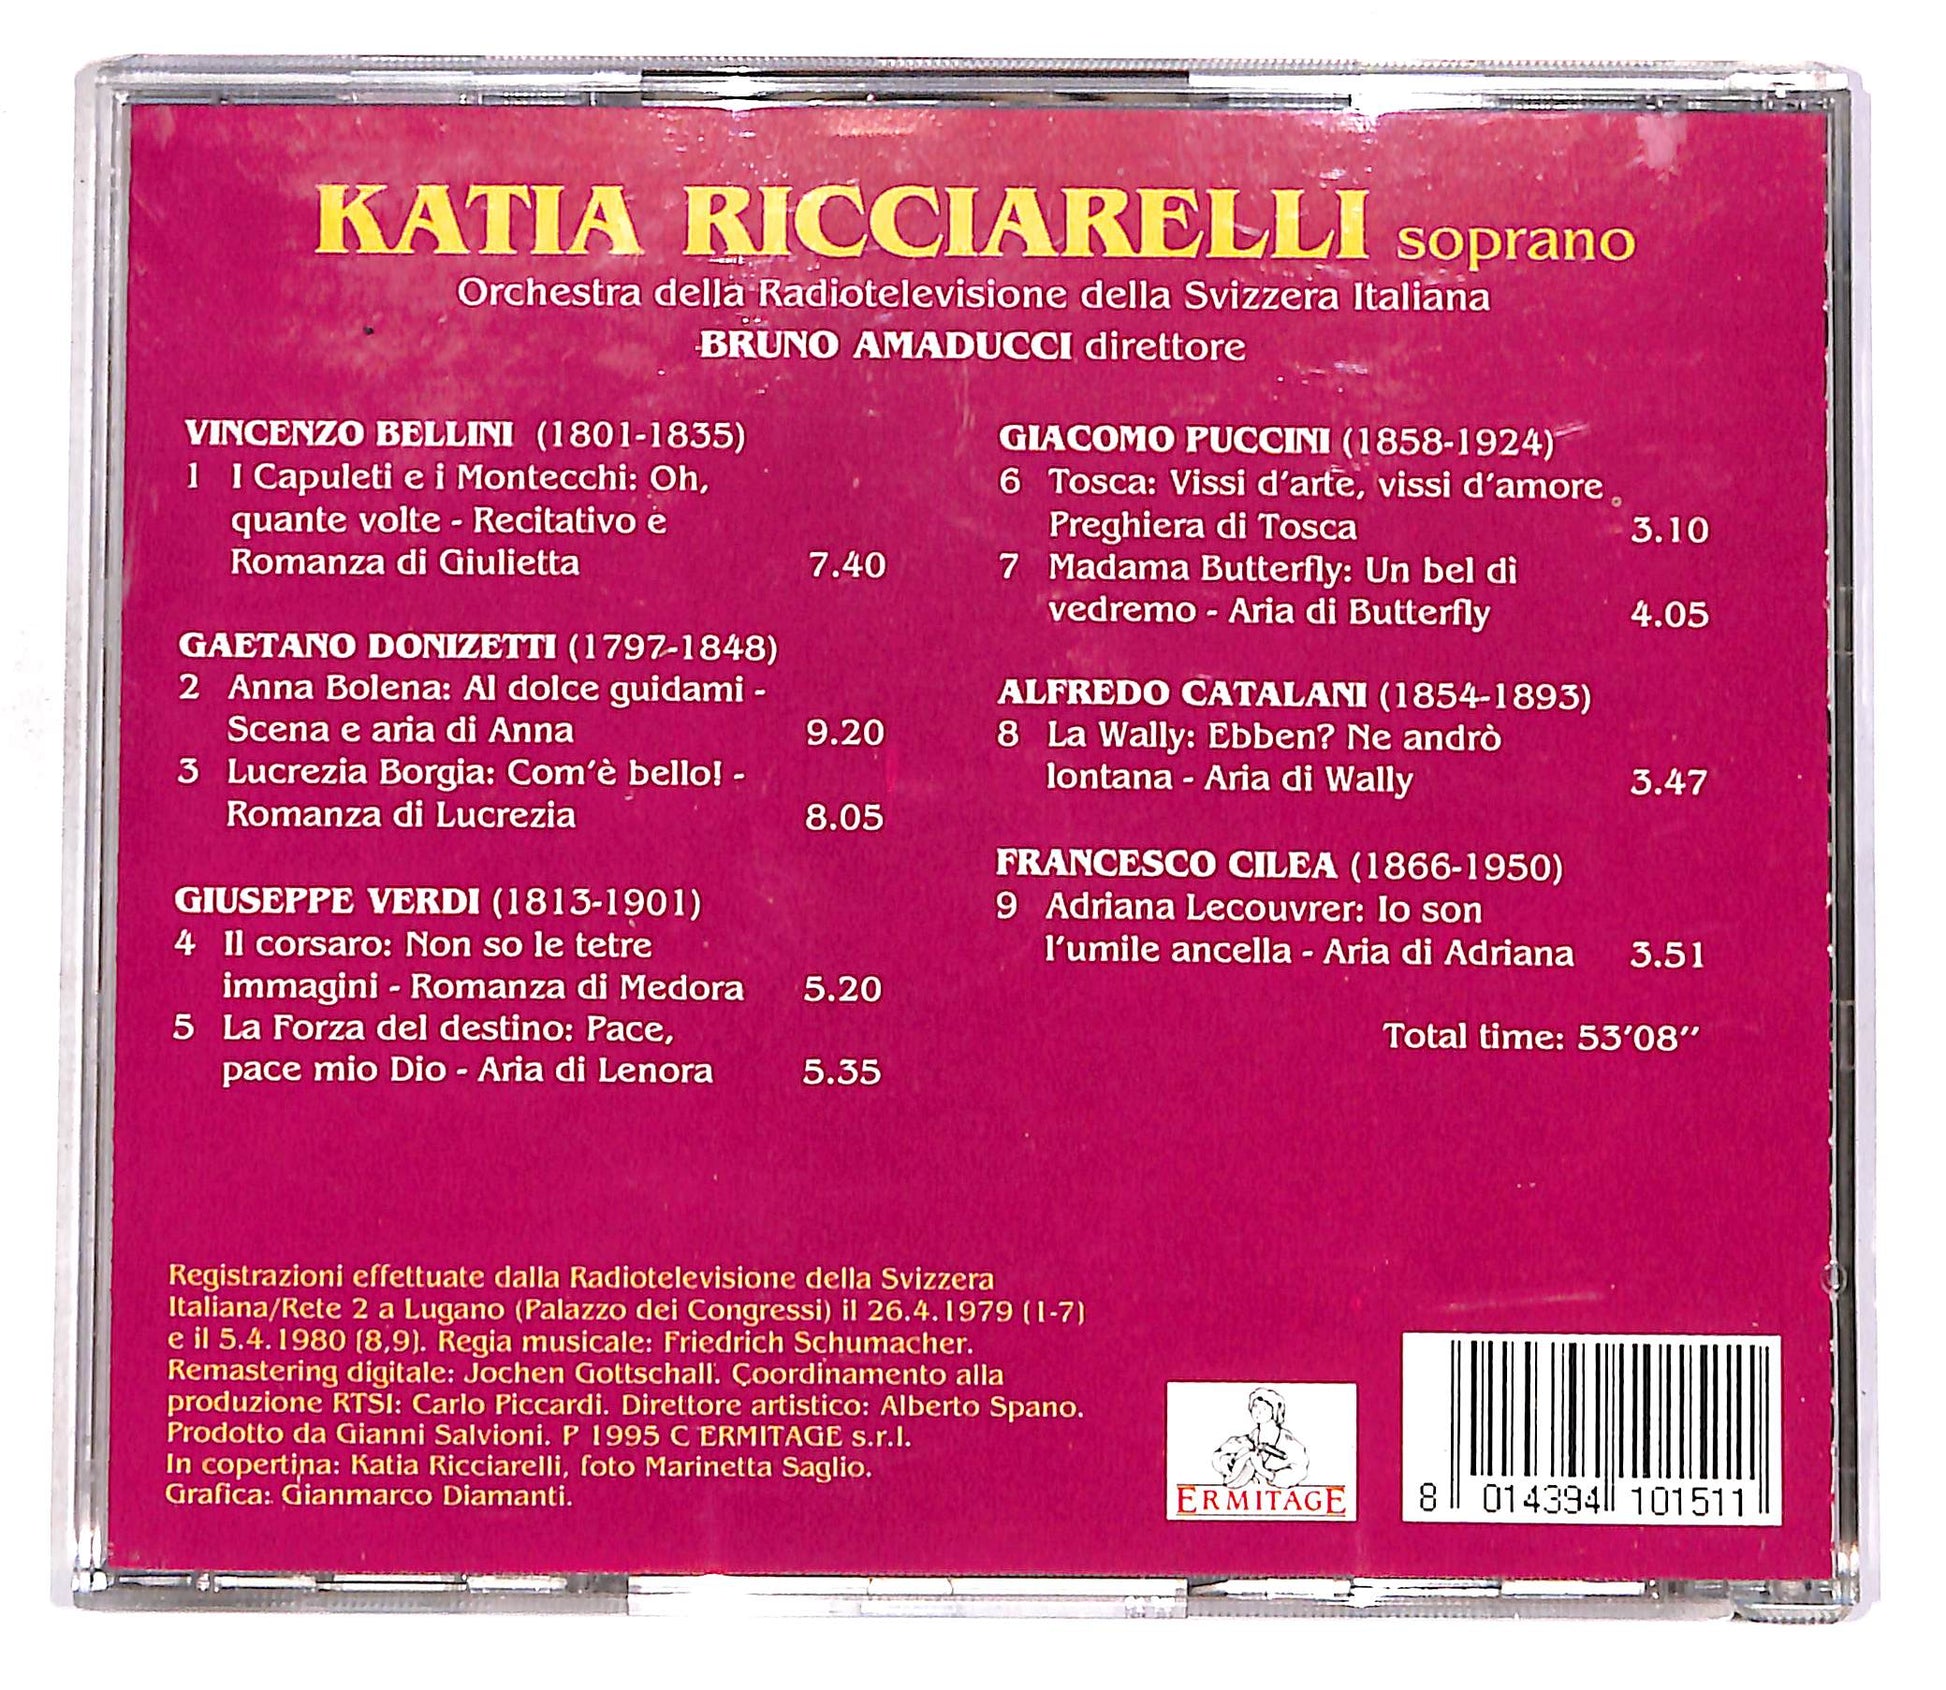 KATIA RICCIARELLI soprano
Orchestra della Radiotelevisione della Svizzera Italiana
BRUNO AMADUCCI direttore
VINCENZO BELLINI (1801-1835)
1 I Capuleti e i Montecchi: Oh,
quante volte - Recitativo e
Romanza di Giulietta 7.40
GAETANO DONIZETTI (1797-1848)
2 Anna Bolena: Al dolce guidami -
Scena e aria di Anna 9.20
3 Lucrezia Borgia: Com'è bello! -
Romanza di Lucrezia 8.05
GIUSEPPE VERDI (1813-1901)
4 Il corsaro: Non so le tetre
immagini - Romanza di Medora 5.20
5 La Forza del destino: Pace,
pace mio Dio - Aria di Lenora 5.35
GIACOMO PUCCINI (1858-1924)
6 Tosca: Vissi d'arte, vissi d'amore
Preghiera di Tosca 3.10
7 Madama Butterfly: Un bel dì
vedremo - Aria di Butterfly 4.05
ALFREDO CATALANI (1854-1893)
8 La Wally: Ebben? Ne andrò
lontana - Aria di Wally 3.47
FRANCESCO CILEA (1866-1950)
9 Adriana Lecouvrer: Io son
l'umile ancella - Aria di Adriana 3.51
Total time: 53'08''
Registrazioni effettuate dalla Radiotelevisione della Svizzera
Italiana/Rete 2 a Lugano (Palazzo dei Congressi) il 26.4.1979 (1-7)
e il 5.4.1980 (8,9). Regia musicale: Friedrich Schumacher.
Remastering digitale: Jochen Gottschall. Coordinamento alla
produzione RTSI: Carlo Piccardi. Direttore artistico: Alberto Spano.
Prodotto da Gianni Salvioni. P 1995 C ERMITAGE s.r.l.
In copertina: Katia Ricciarelli, foto Marinetta Saglio.
Grafica: Gianmarco Diamanti.
ERMITAGE
8 014394 101511